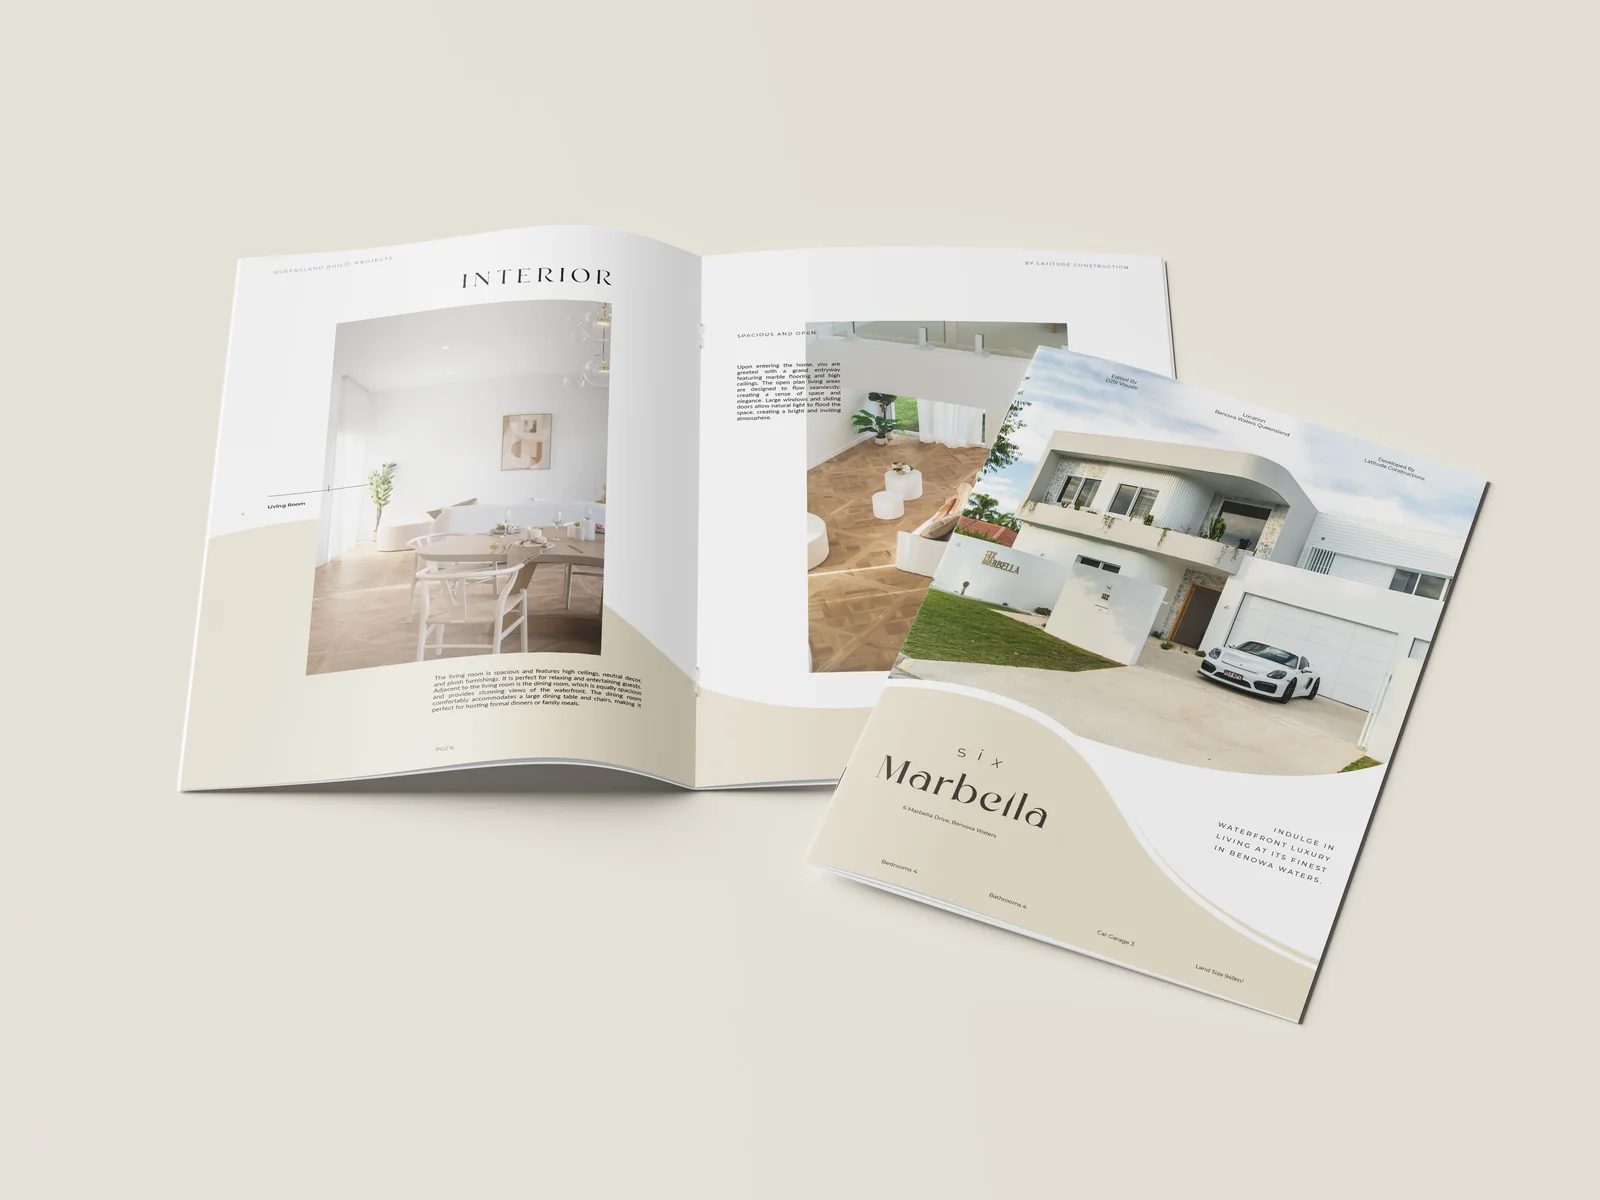 QUEENSLAND BUILD: PROJECTS
INTERIOR
Living Room
The living room is spacious and features high ceilings, neutral decor,
and plush furnishings. It is perfect for relaxing and entertaining guests.
Adjacent to the living room is the dining room, which is equally spacious
and provides stunning views of the waterfront. The dining room
comfortably accommodates a large dining table and chairs, making it
perfect for hosting formal dinners or family meals.
BY LATITUDE CONSTRUCTION
SPACIOUS AND OPEN
Upon entering the home, you are
greeted with a grand entryway
featuring marble flooring and high
ceilings. The open plan living areas
are designed to flow seamlessly,
creating a sense of space and
elegance. Large windows and sliding
doors allow natural light to flood the
space, creating a bright and inviting
atmosphere.
Edited By
DZN Visuals
Location
Benowa Waters Queensland
Developed By
Latitude Constructions
MARBELLA
six
Marbella
6 Marbella Drive, Benowa Waters
INDULGE IN
WATERFRONT LUXURY
LIVING AT ITS FINEST
IN BENOWA WATERS.
Bedrooms 4
Bathrooms 4
Car Garage 3
Land Size 949m²